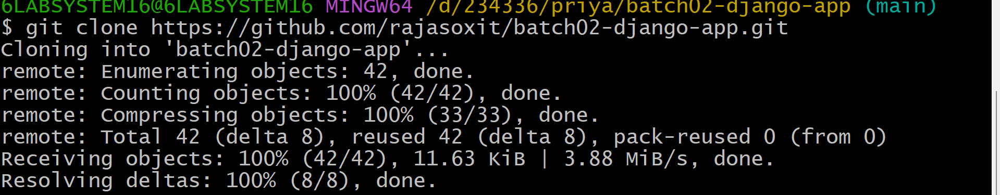 6LABSYSTEM16@6LABSYSTEM16 MINGW64 /d/234336/priya/batch02-django-app (main)
$ git clone https://github.com/rajasoxit/batch02-django-app.git
Cloning into 'batch02-django-app'...
remote: Enumerating objects: 42, done.
remote: Counting objects: 100% (42/42), done.
remote: Compressing objects: 100% (33/33), done.
remote: Total 42 (delta 8), reused 42 (delta 8), pack-reused 0 (from 0)
Receiving objects: 100% (42/42), 11.63 KiB | 3.88 MiB/s, done.
Resolving deltas: 100% (8/8), done.